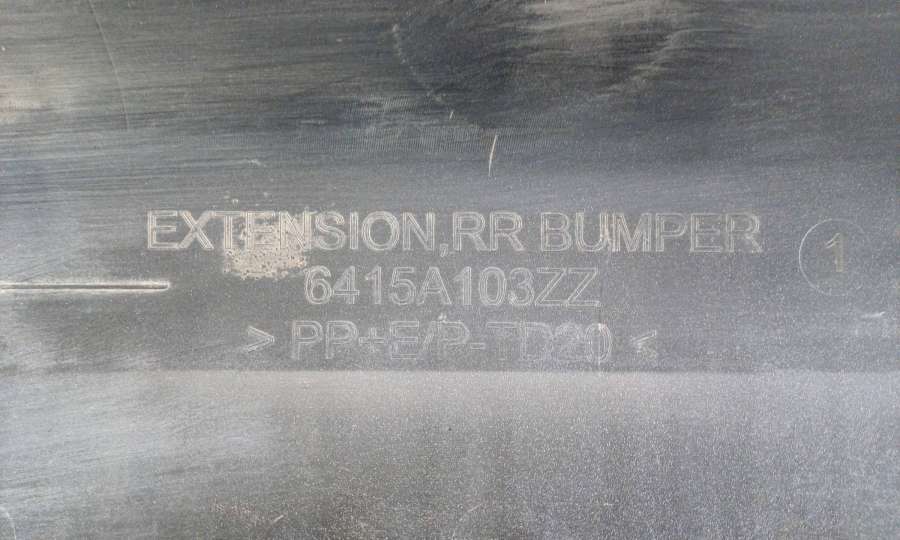 EXTENSION,RR BUMPER
1
6415A103ZZ
> PP+E/P-TD20 <